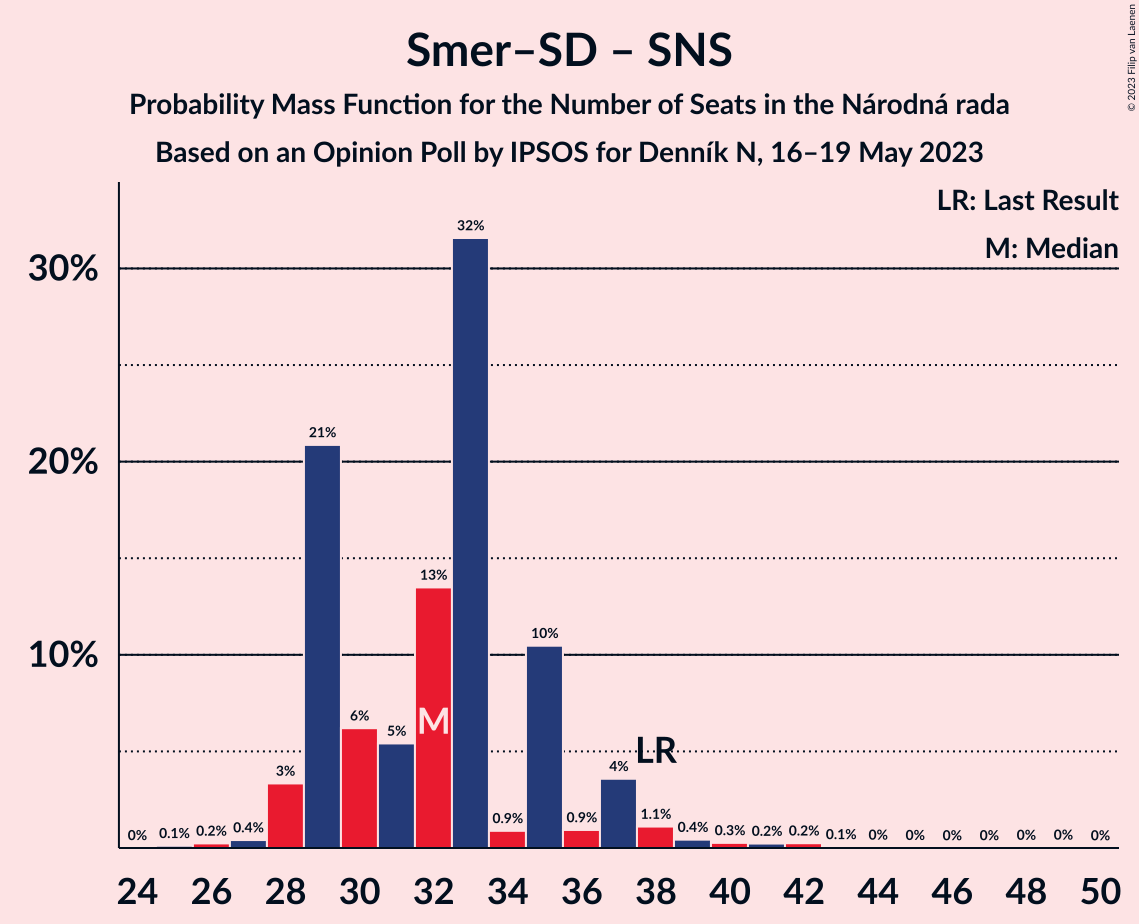 Smer–SD – SNS
Probability Mass Function for the Number of Seats in the Národná rada
Based on an Opinion Poll by IPSOS for Denník N, 16–19 May 2023
© 2023 Filip van Laenen
LR: Last Result
M: Median
30%
20%
10%
0% 0.1% 0.2% 0.4% 3% 21% 6% 5% 13% 32% 0.9% 10% 0.9% 4% 1.1% 0.4% 0.3% 0.2% 0.2% 0.1% 0% 0% 0% 0% 0% 0% 0%
M
LR
24 26 28 30 32 34 36 38 40 42 44 46 48 50